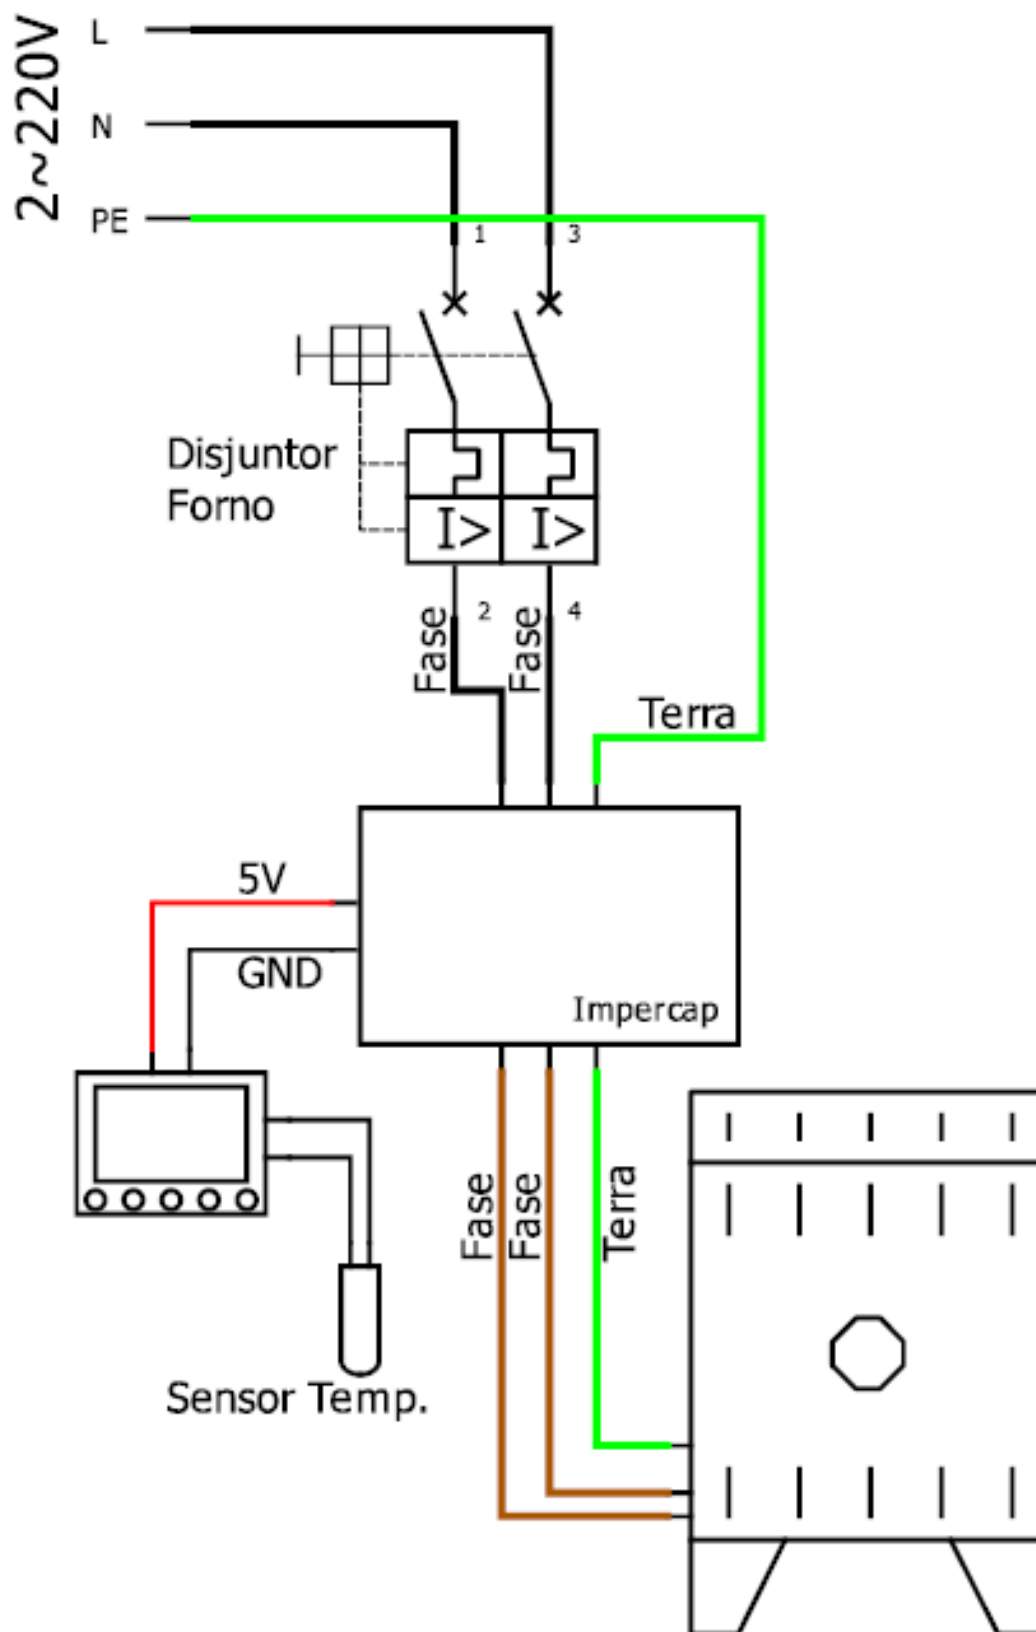 2~220V
L
N
PE
1
3
Disjuntor
Forno
I>
I>
Fase
2
Fase
4
Terra
5V
GND
Impercap
Fase
Fase
Terra
Sensor Temp.